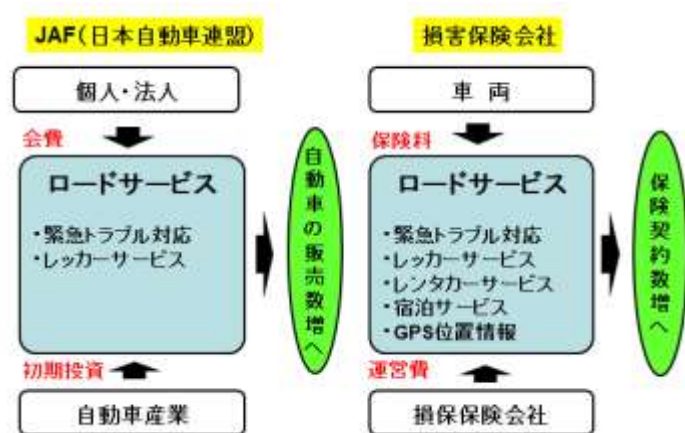 JAF(日本自動車連盟)
個人・法人
会費
ロードサービス
・緊急トラブル対応
・レッカーサービス
自動車の販売数増へ
初期投資
自動車産業
損害保険会社
車 両
保険料
ロードサービス
・緊急トラブル対応
・レッカーサービス
・レンタカーサービス
・宿泊サービス
・GPS位置情報
保険契約数増へ
運営費
損保保険会社